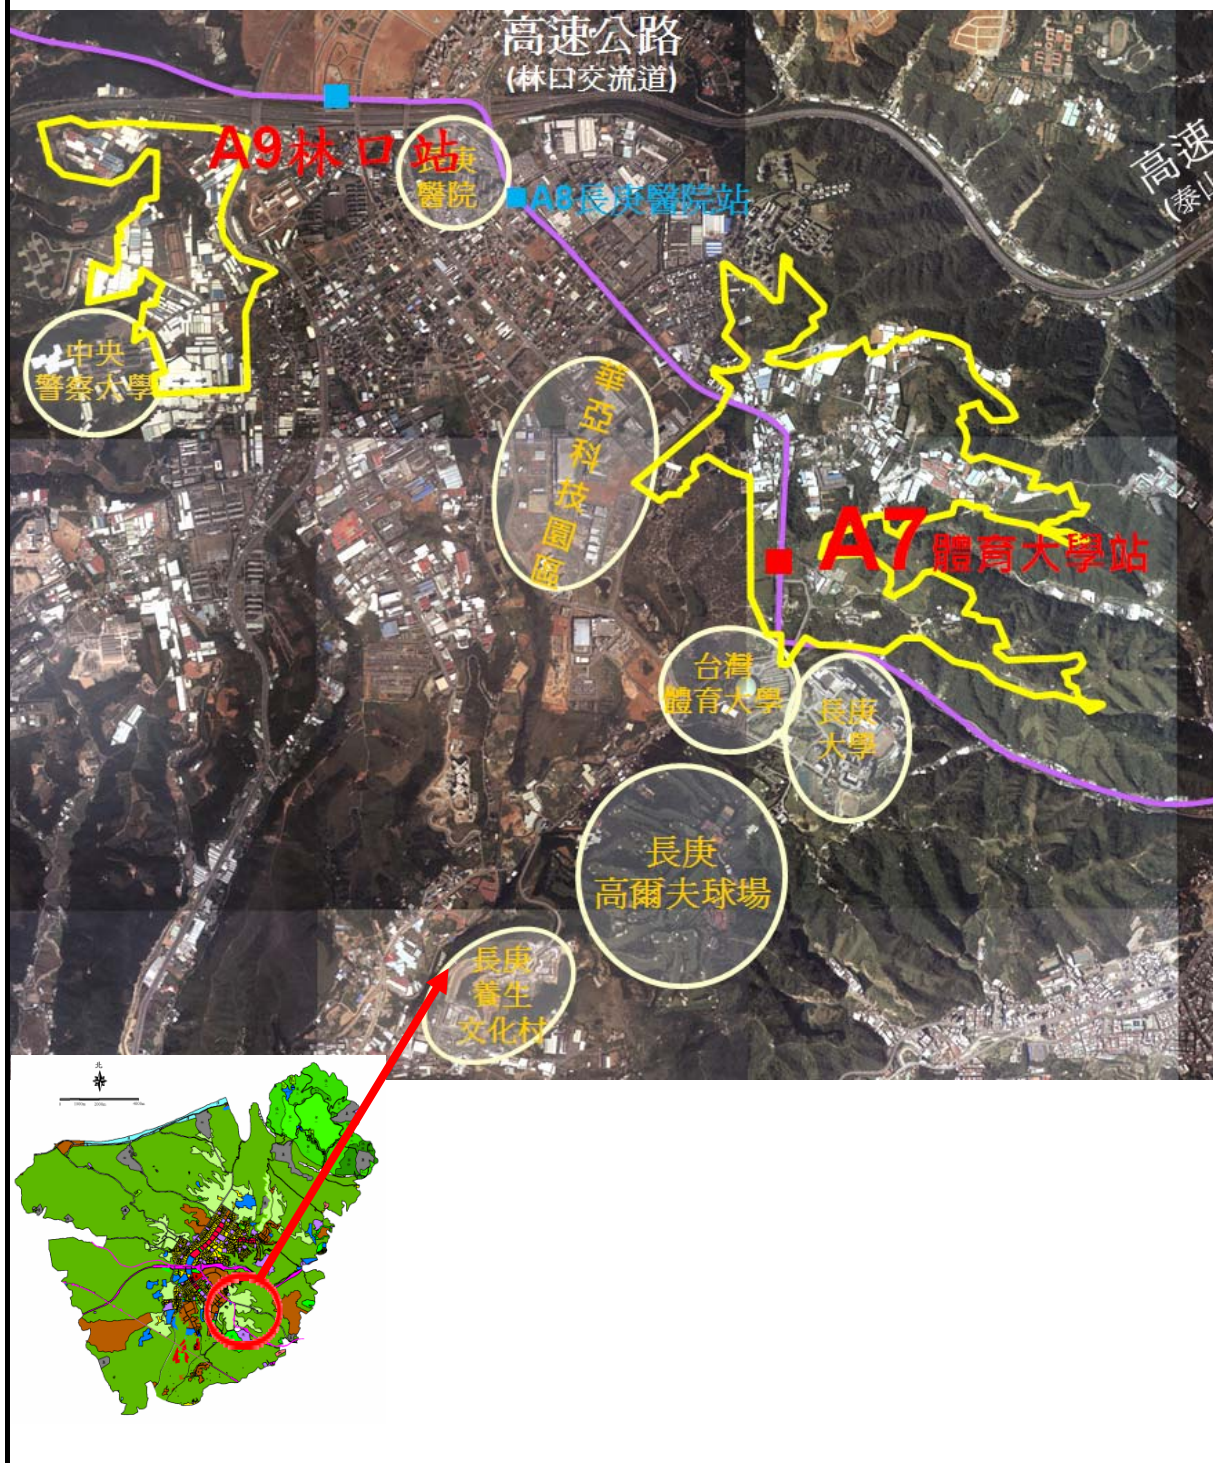 高速公路
(林口交流道)
高速
(泰山
A9林口站
長庚
醫院
A8長庚醫院站
中央
警察大學
華亞科技園區
A7體育大學站
台灣
體育大學
長庚
大學
長庚
高爾夫球場
長庚
養生
文化村
北